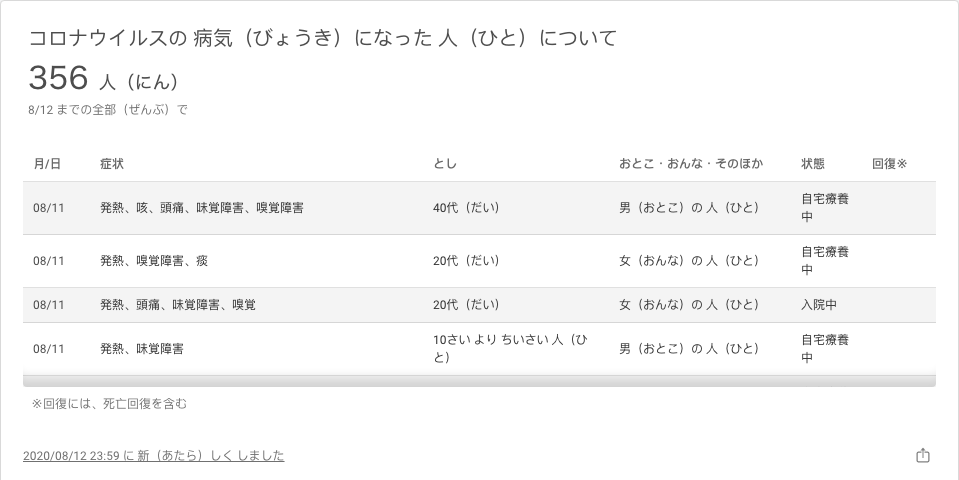 コロナウイルスの 病気（びょうき）になった 人（ひと）について
356 人（にん）
8/12 までの全部（ぜんぶ）で
月/日 症状 とし おとこ・おんな・そのほか 状態 回復※
08/11 発熱、咳、頭痛、味覚障害、嗅覚障害 40代（だい） 男（おとこ）の 人（ひと） 自宅療養
中
08/11 発熱、嗅覚障害、痰 20代（だい） 女（おんな）の 人（ひと） 自宅療養
中
08/11 発熱、頭痛、味覚障害、嗅覚 20代（だい） 女（おんな）の 人（ひと） 入院中
08/11 発熱、味覚障害 10さい より ちいさい 人（ひ
と） 男（おとこ）の 人（ひと） 自宅療養
中
※回復には、死亡回復を含む
2020/08/12 23:59 に 新（あたら）しく しました